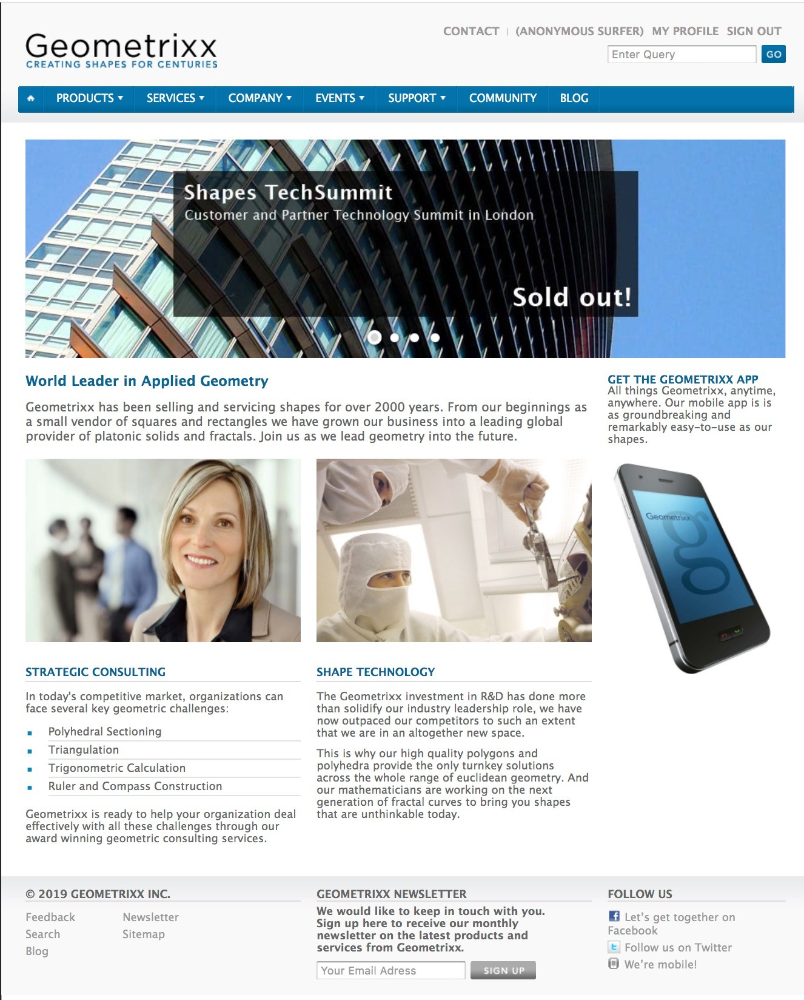 CONTACT | (ANONYMOUS SURFER) MY PROFILE SIGN OUT
Geometrixx
CREATING SHAPES FOR CENTURIES
Enter Query GO
PRODUCTS SERVICES COMPANY EVENTS SUPPORT COMMUNITY BLOG
Shapes TechSummit
Customer and Partner Technology Summit in London
Sold out!
World Leader in Applied Geometry
Geometrixx has been selling and servicing shapes for over 2000 years. From our beginnings as
a small vendor of squares and rectangles we have grown our business into a leading global
provider of platonic solids and fractals. Join us as we lead geometry into the future.
GET THE GEOMETRIXX APP
All things Geometrixx, anytime,
anywhere. Our mobile app is is
as groundbreaking and
remarkably easy-to-use as our
shapes.
Geometrixx
g
STRATEGIC CONSULTING
In today's competitive market, organizations can
face several key geometric challenges:
Polyhedral Sectioning
Triangulation
Trigonometric Calculation
Ruler and Compass Construction
Geometrixx is ready to help your organization deal
effectively with all these challenges through our
award winning geometric consulting services.
SHAPE TECHNOLOGY
The Geometrixx investment in R&D has done more
than solidify our industry leadership role, we have
now outpaced our competitors to such an extent
that we are in an altogether new space.
This is why our high quality polygons and
polyhedra provide the only turnkey solutions
across the whole range of euclidean geometry. And
our mathematicians are working on the next
generation of fractal curves to bring you shapes
that are unthinkable today.
© 2019 GEOMETRIXX INC.
Feedback Newsletter
Search Sitemap
Blog
GEOMETRIXX NEWSLETTER
We would like to keep in touch with you.
Sign up here to receive our monthly
newsletter on the latest products and
services from Geometrixx.
Your Email Adress SIGN UP
FOLLOW US
f Let's get together on
Facebook
t Follow us on Twitter
We're mobile!